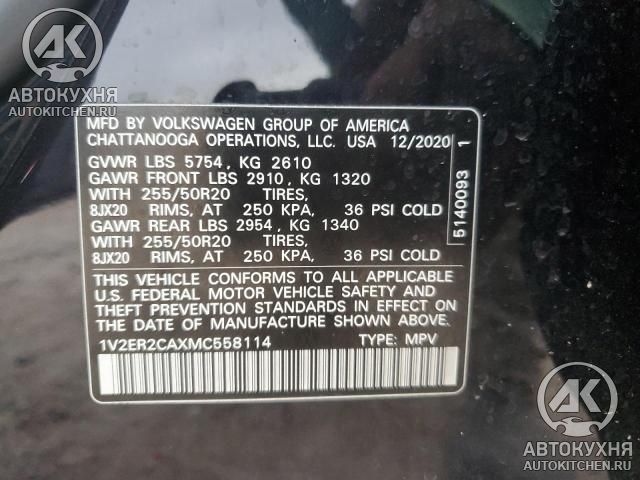 АК
АВТОКУХНЯ
AUTOKITCHEN.RU
MFD BY VOLKSWAGEN GROUP OF AMERICA
CHATTANOOGA OPERATIONS, LLC. USA 12/2020
GVWR LBS 5754, KG 2610
GAWR FRONT LBS 2910, KG 1320
WITH 255/50R20 TIRES,
8JX20 RIMS, AT 250 KPA, 36 PSI COLD
GAWR REAR LBS 2954, KG 1340
WITH 255/50R20 TIRES,
8JX20 RIMS, AT 250 KPA, 36 PSI COLD
THIS VEHICLE CONFORMS TO ALL APPLICABLE
U.S. FEDERAL MOTOR VEHICLE SAFETY AND
THEFT PREVENTION STANDARDS IN EFFECT ON
THE DATE OF MANUFACTURE SHOWN ABOVE.
1V2ER2CAXMC558114 TYPE: MPV
5140093 1
АК
АВТОКУХНЯ
AUTOKITCHEN.RU